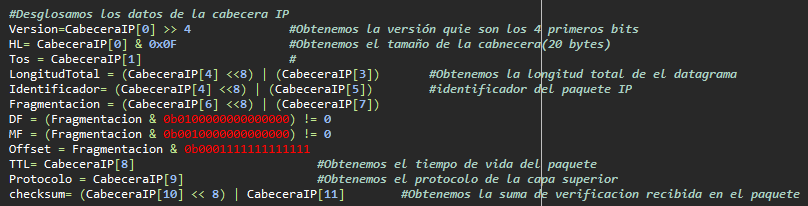 #Desglosamos los datos de la cabecera IP
Version=CabeceraIP[0] >> 4 #Obtenemos la versión quie son los 4 primeros bits
HL= CabeceraIP[0] & 0x0F #Obtenemos el tamaño de la cabnecera(20 bytes)
Tos = CabeceraIP[1] #
LongitudTotal = (CabeceraIP[4] <<8) | (CabeceraIP[3]) #Obtenemos la longitud total de el datagrama
Identificador= (CabeceraIP[4] <<8) | (CabeceraIP[5]) #identificador del paquete IP
Fragmentacion = (CabeceraIP[6] <<8) | (CabeceraIP[7])
DF = (Fragmentacion & 0b0100000000000000) != 0
MF = (Fragmentacion & 0b0010000000000000) != 0
Offset = Fragmentacion & 0b0001111111111111
TTL= CabeceraIP[8] #Obtenemos el tiempo de vida del paquete
Protocolo = CabeceraIP[9] #Obtenemos el protocolo de la capa superior
checksum= (CabeceraIP[10] << 8) | CabeceraIP[11] #Obtenemos la suma de verificacion recibida en el paquete